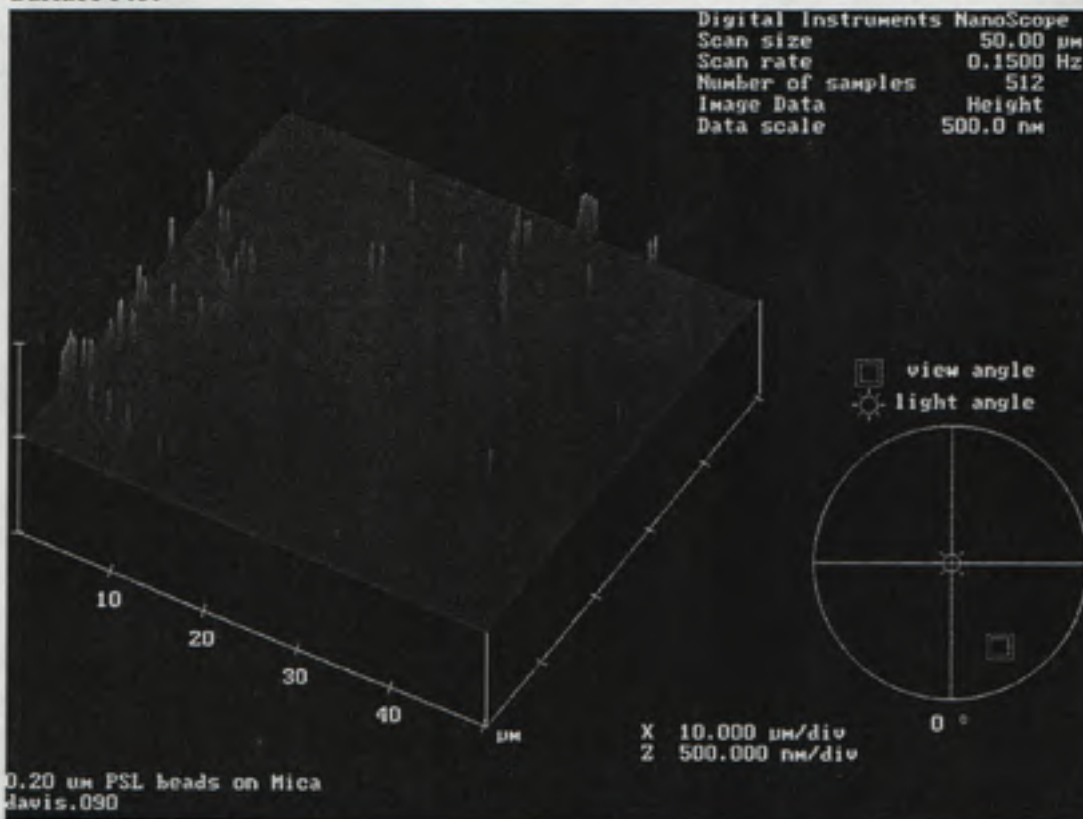 Digital Instruments NanoScope
Scan size 50.00 µm
Scan rate 0.1500 Hz
Number of samples 512
Image Data Height
Data scale 500.0 nm
view angle
light angle
10
20
30
40
µm
0 °
X 10.000 µm/div
Z 500.000 nm/div
0.20 um PSL beads on Mica
davis.090